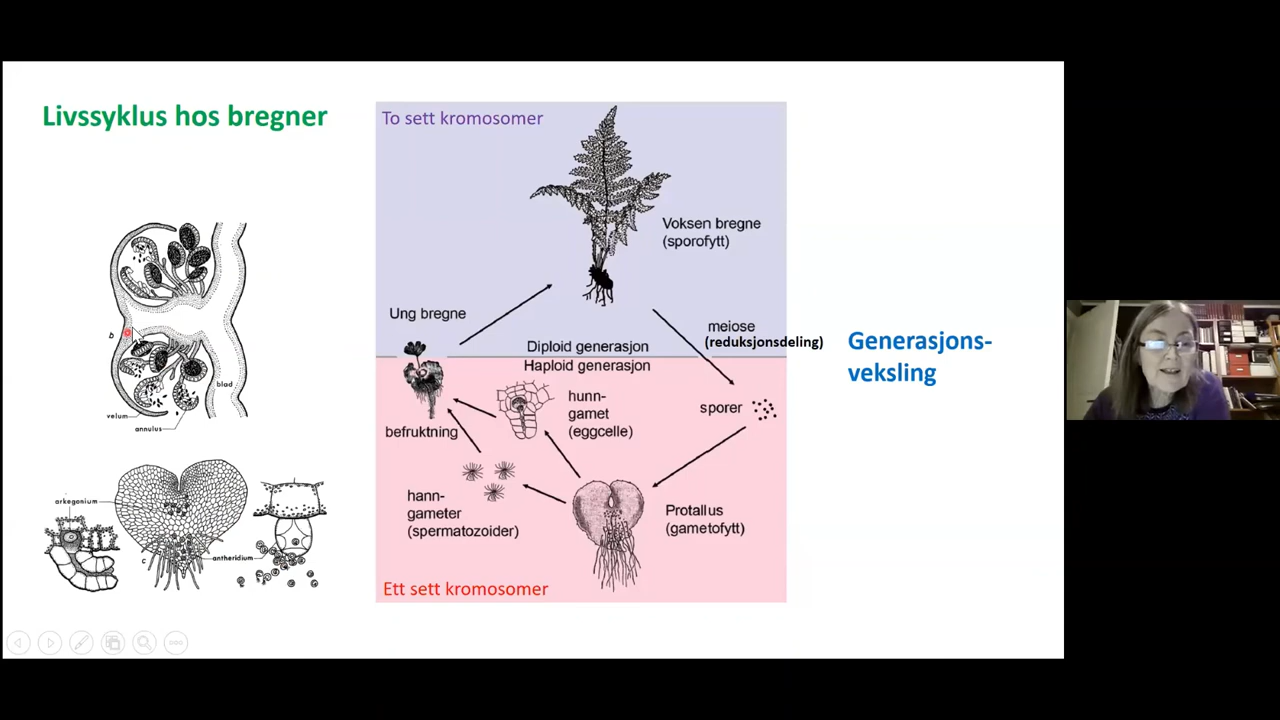 Livssyklus hos bregner
b
blad
velum
annulus
arkegonium
c
antheridium
To sett kromosomer
Voksen bregne
(sporofytt)
Ung bregne
meiose
(reduksjonsdeling)
Diploid generasjon
Haploid generasjon
hunn-
gamet
(eggcelle)
sporer
befruktning
hann-
gameter
(spermatozoider)
Protallus
(gametofytt)
Ett sett kromosomer
Generasjons-
veksling